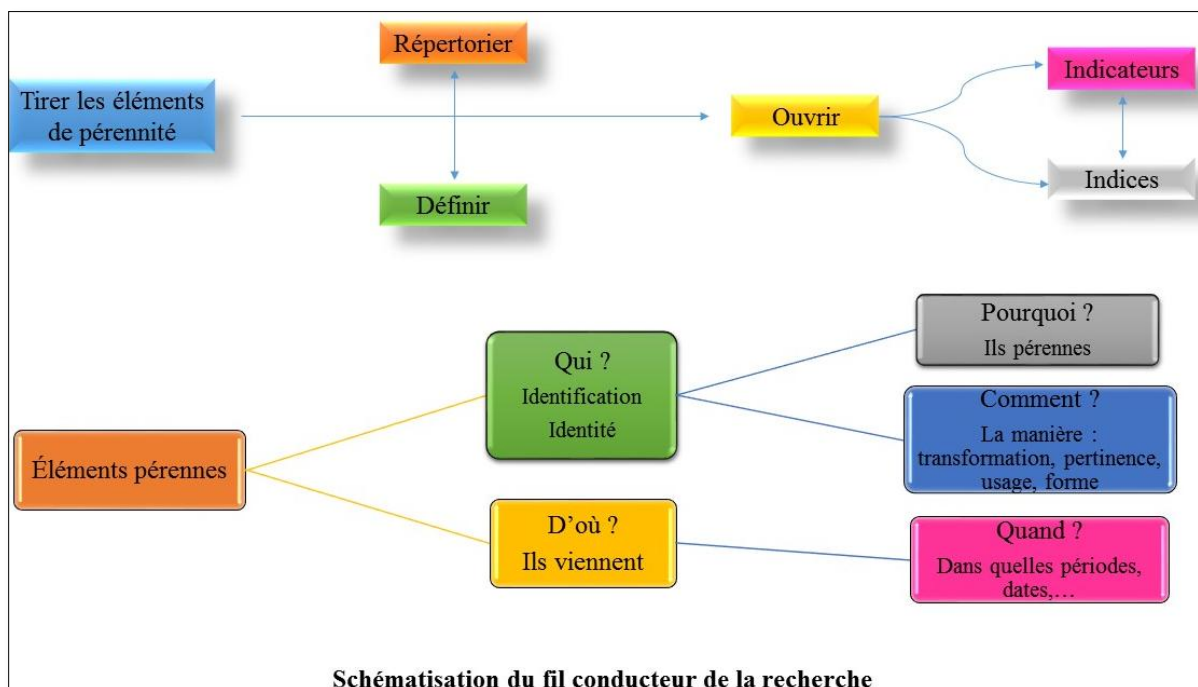 Répertorier
Tirer les éléments
de pérennité
Ouvrir
Indicateurs
Définir
Indices
Éléments pérennes
Qui ?
Identification
Identité
D’où ?
Ils viennent
Pourquoi ?
Ils pérennes
Comment ?
La manière :
transformation, pertinence,
usage, forme
Quand ?
Dans quelles périodes,
dates,…
Schématisation du fil conducteur de la recherche